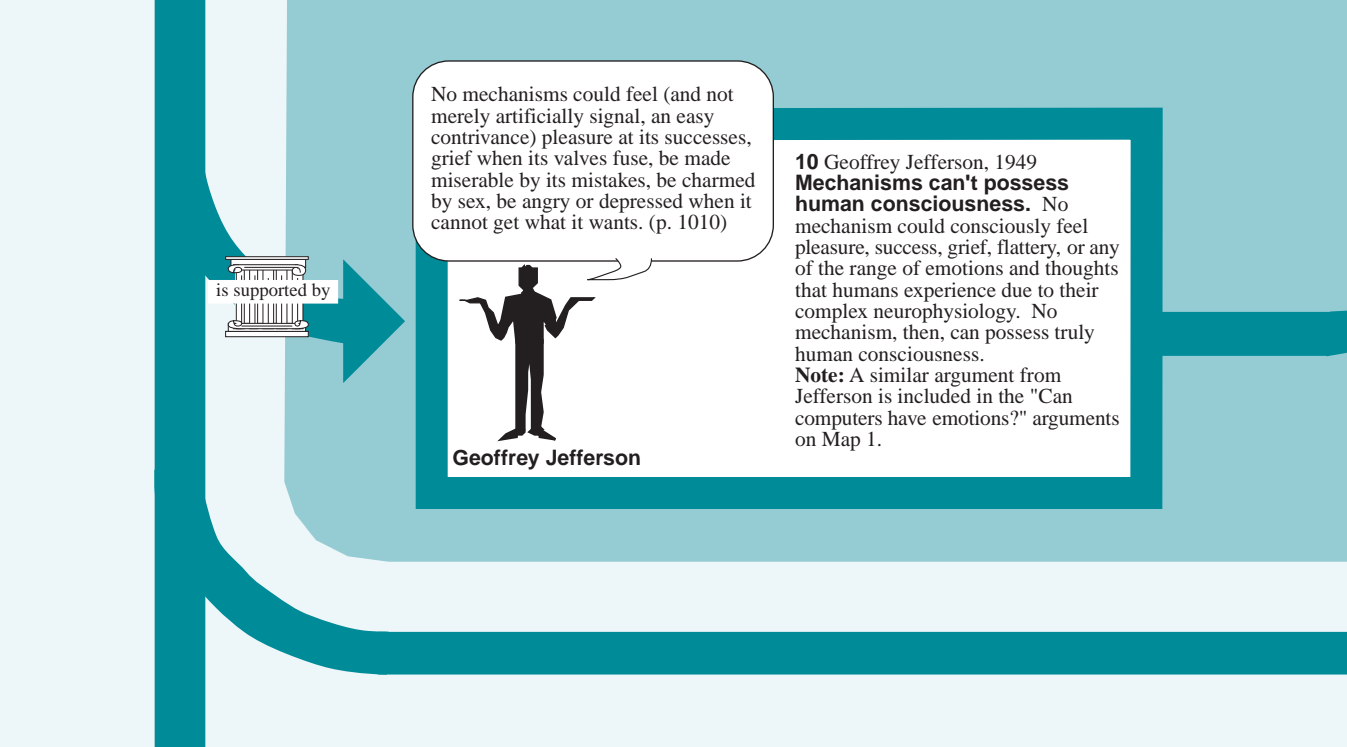 No mechanisms could feel (and not
merely artificially signal, an easy
contrivance) pleasure at its successes,
grief when its valves fuse, be made
miserable by its mistakes, be charmed
by sex, be angry or depressed when it
cannot get what it wants. (p. 1010)
is supported by
Geoffrey Jefferson
10 Geoffrey Jefferson, 1949
Mechanisms can't possess
human consciousness.  No
mechanism could consciously feel
pleasure, success, grief, flattery, or any
of the range of emotions and thoughts
that humans experience due to their
complex neurophysiology.  No
mechanism, then, can possess truly
human consciousness.
Note: A similar argument from
Jefferson is included in the "Can
computers have emotions?" arguments
on Map 1.